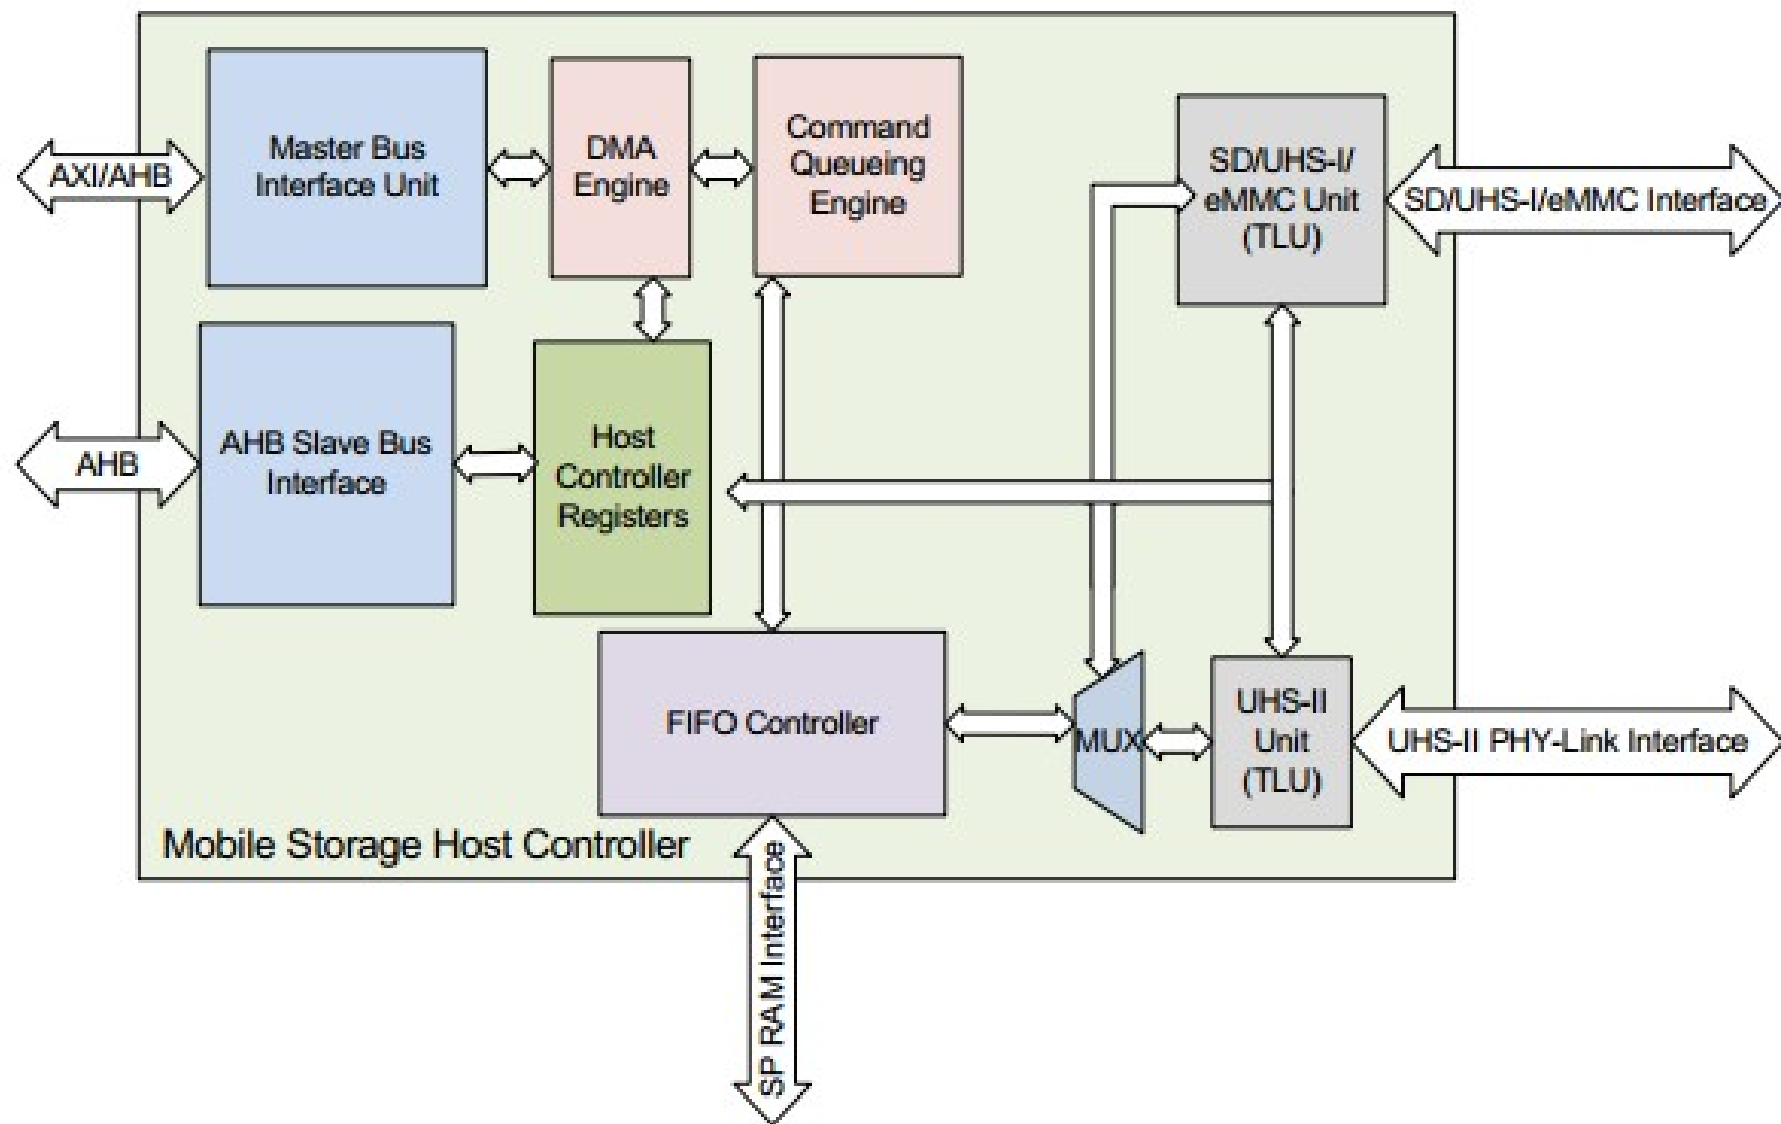 AXI/AHB
Master Bus
Interface Unit
DMA
Engine
Command
Queueing
Engine
SD/UHS-I/
eMMC Unit
(TLU)
SD/UHS-I/eMMC Interface
AHB
AHB Slave Bus
Interface
Host
Controller
Registers
FIFO Controller
MUX
UHS-II
Unit
(TLU)
UHS-II PHY-Link Interface
Mobile Storage Host Controller
SP RAM Interface